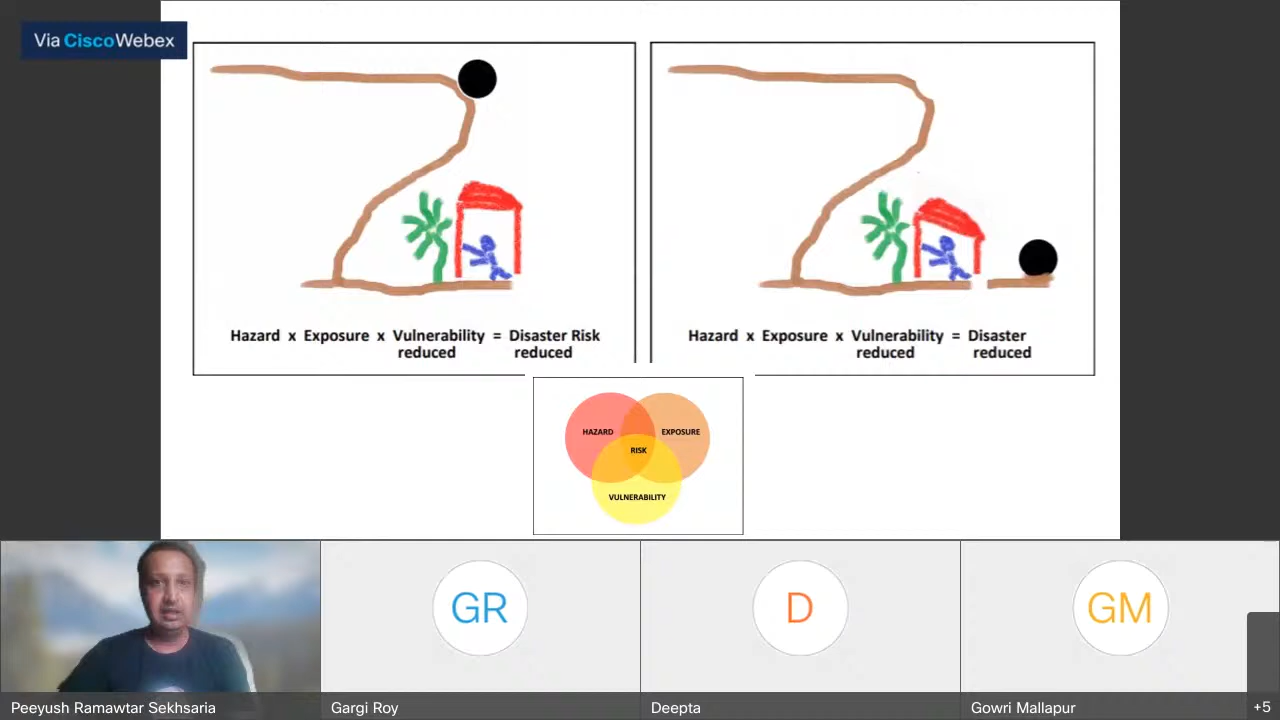 Via CiscoWebex
Hazard x Exposure x Vulnerability = Disaster Risk
reduced reduced
Hazard x Exposure x Vulnerability = Disaster
reduced reduced
HAZARD
EXPOSURE
RISK
VULNERABILITY
GR
D
GM
Peeyush Ramawtar Sekhsaria
Gargi Roy
Deepta
Gowri Mallapur
+5